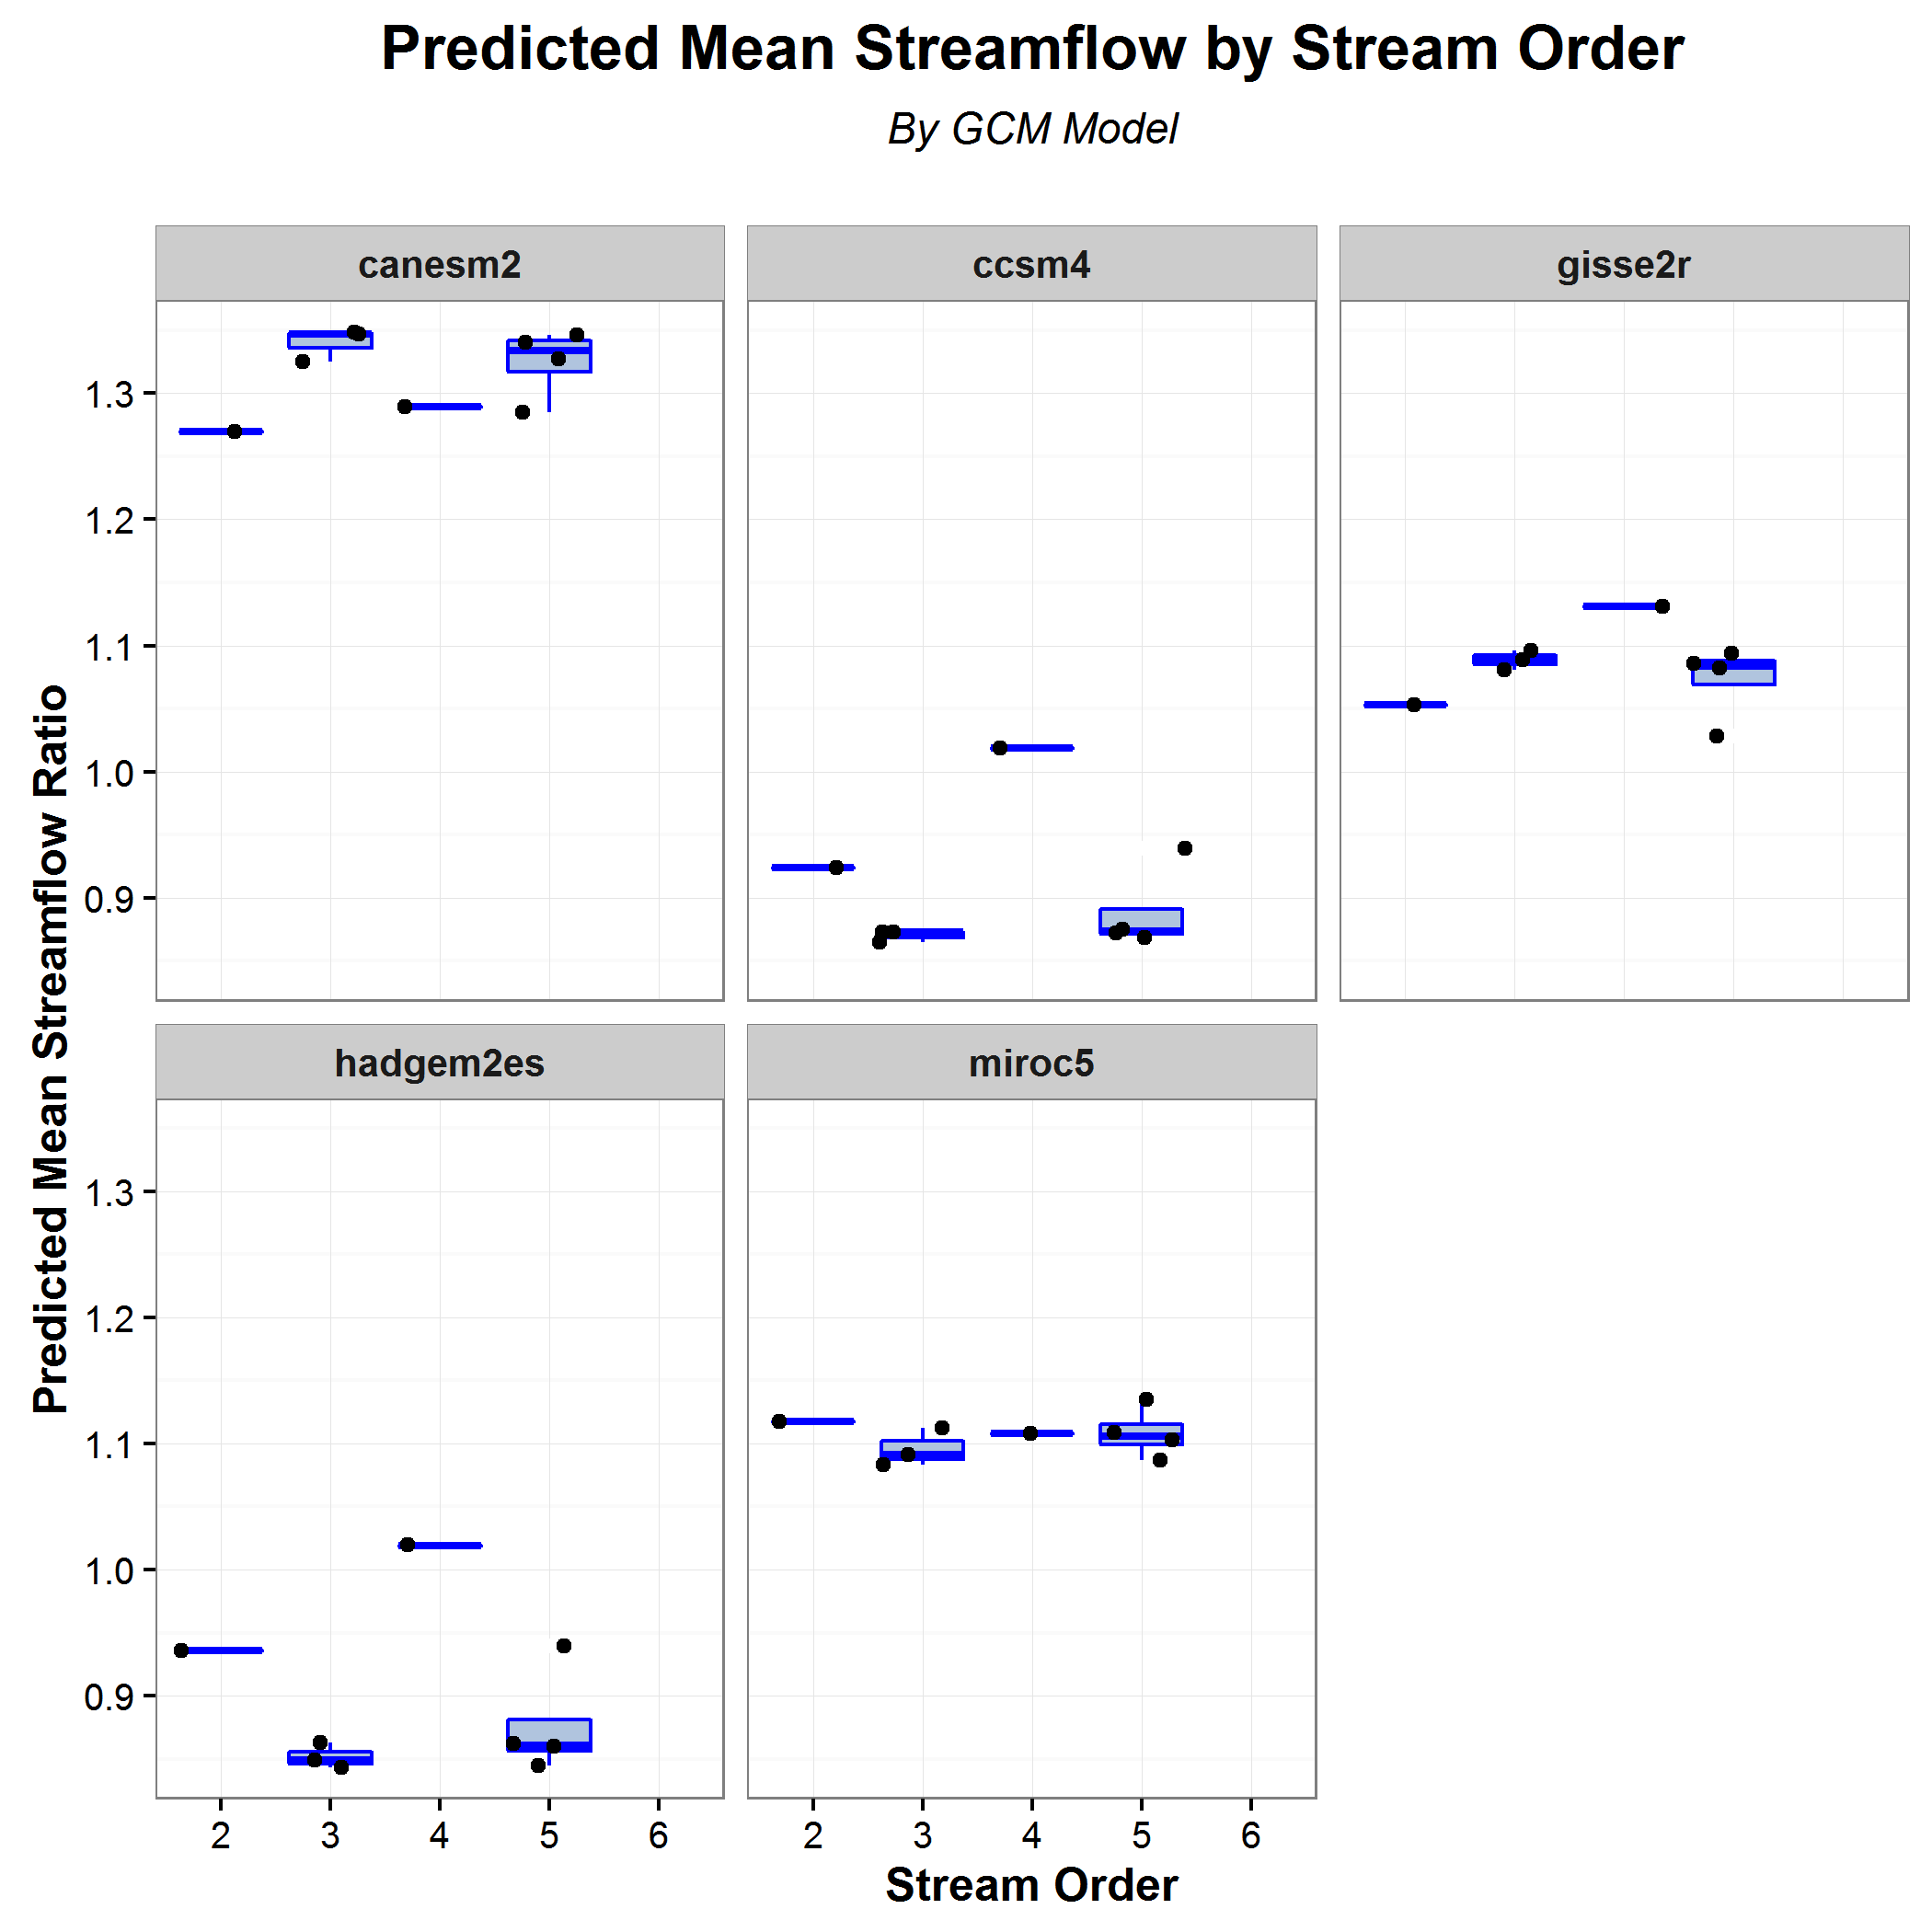 Predicted Mean Streamflow by Stream Order
By GCM Model
canesm2
ccsm4
gisse2r
1.3
1.2
1.1
1.0
0.9
Predicted Mean Streamflow Ratio
hadgem2es
miroc5
1.3
1.2
1.1
1.0
0.9
2 3 4 5 6
2 3 4 5 6
Stream Order